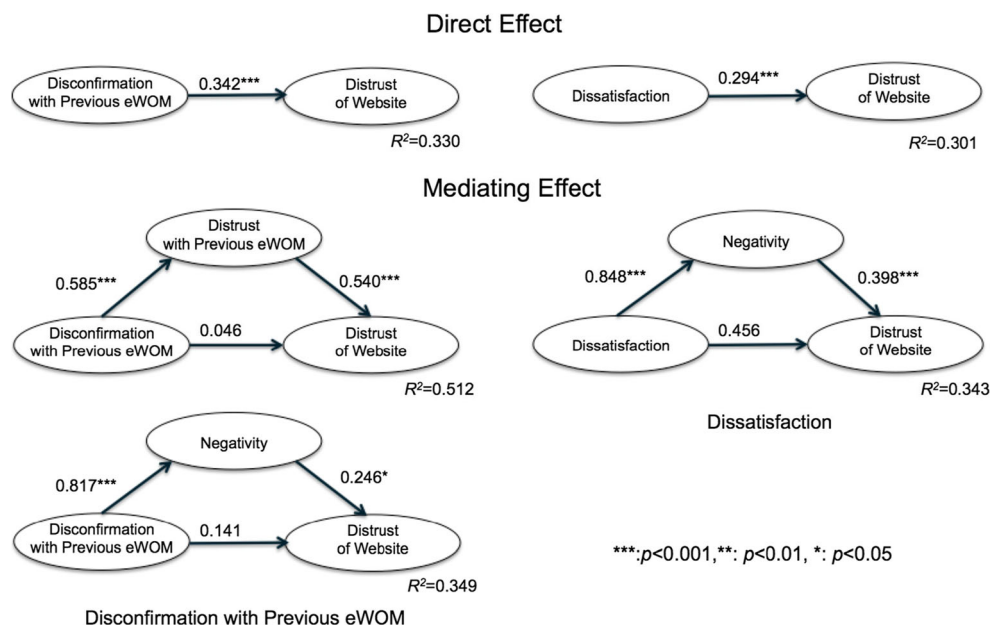 Direct Effect
Disconfirmation
with Previous eWOM
0.342***
Distrust
of Website
R²=0.330
Dissatisfaction
0.294***
Distrust
of Website
R²=0.301
Mediating Effect
Distrust
with Previous eWOM
0.585***
0.540***
Disconfirmation
with Previous eWOM
0.046
Distrust
of Website
R²=0.512
Negativity
0.848***
0.398***
Dissatisfaction
0.456
Distrust
of Website
R²=0.343
Dissatisfaction
Negativity
0.817***
0.246*
Disconfirmation
with Previous eWOM
0.141
Distrust
of Website
R²=0.349
Disconfirmation with Previous eWOM
***:p<0.001,**: p<0.01, *: p<0.05